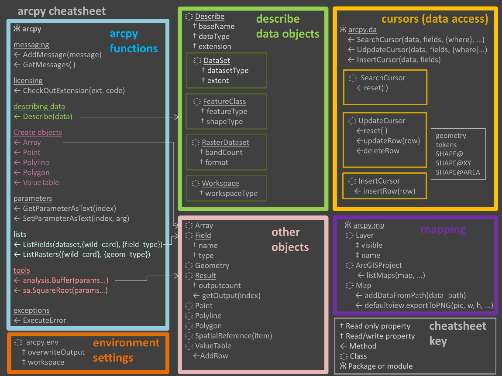 arcpy cheatsheet
arcpy
arcpy functions
messaging
AddMessage(message)
GetMessages( )
licensing
CheckOutExtension(ext, code)
describing data
Describe(data)
Create objects
Array
Point
Polyline
Polygon
ValueTable
parameters
GetParameterAsText(index)
SetParameterAsText(index, arg)
lists
ListFields(dataset,{wild_card}, {field_type})
ListRasters({wild_card}, {geom_type})
tools
analysis.Buffer(params…)
sa.SquareRoot(params…)
exceptions
ExecuteError
arcpy.env
overwriteOutput
workspace
environment settings
Describe
baseName
dataType
extension
describe data objects
DataSet
datasetType
extent
FeatureClass
featureType
shapeType
RasterDataset
bandCount
format
Workspace
workspaceType
Array
Field
name
type
Geometry
Result
outputcount
getOutput(index)
Point
Polyline
Polygon
SpatialReference(item)
ValueTable
AddRow
other objects
cursors (data access)
arcpy.da
SearchCursor(data, fields, {where}, …)
UdpdateCursor(data, fields, {where}…)
InsertCursor(data, fields)
SearchCursor
reset( )
UpdateCursor
reset( )
updateRow(row)
deleteRow
InsertCursor
insertRow(row)
geometry
tokens
SHAPE@
SHAPE@XY
SHAPE@AREA
arcpy.mp
mapping
Layer
visible
name
ArcGISProject
listMaps(map, …)
Map
addDataFromPath(data_path)
defaultview.exportToPNG(pic, w, h, …)
Read only property
Read/write property
Method
Class
Package or module
cheatsheet key